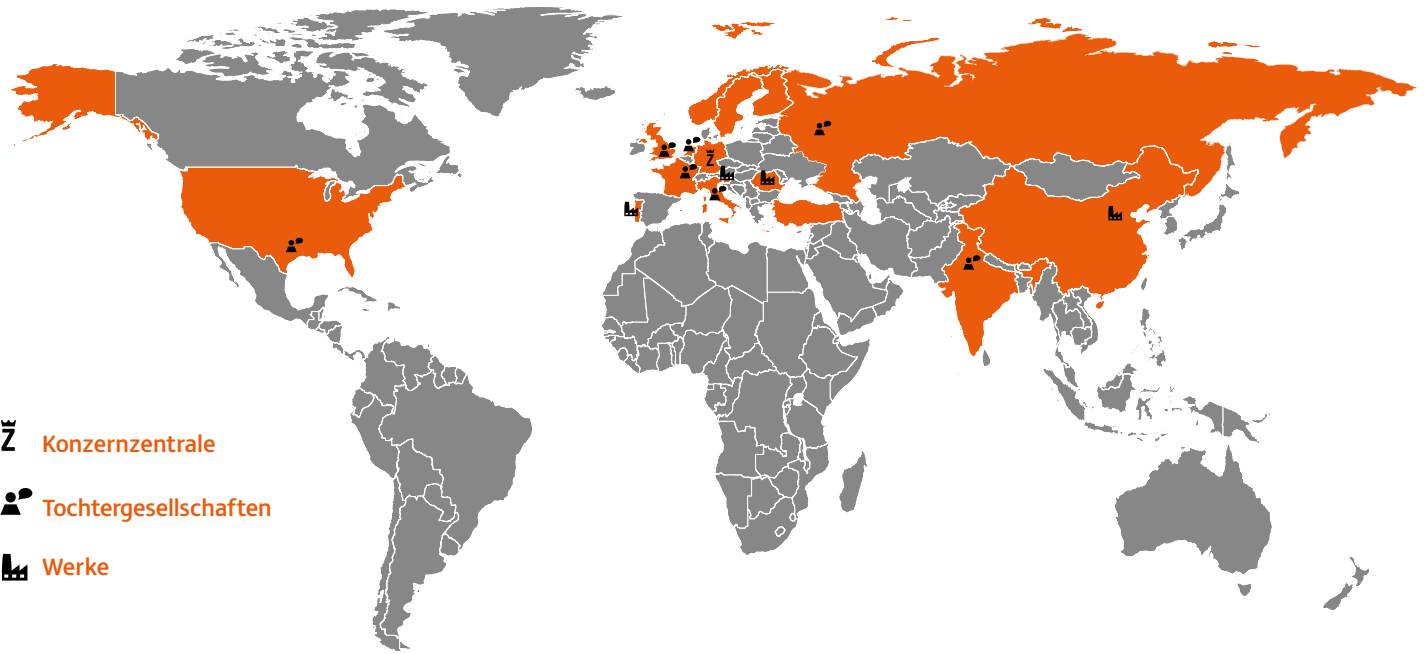 Z
Z
Konzernzentrale
Tochtergesellschaften
Werke